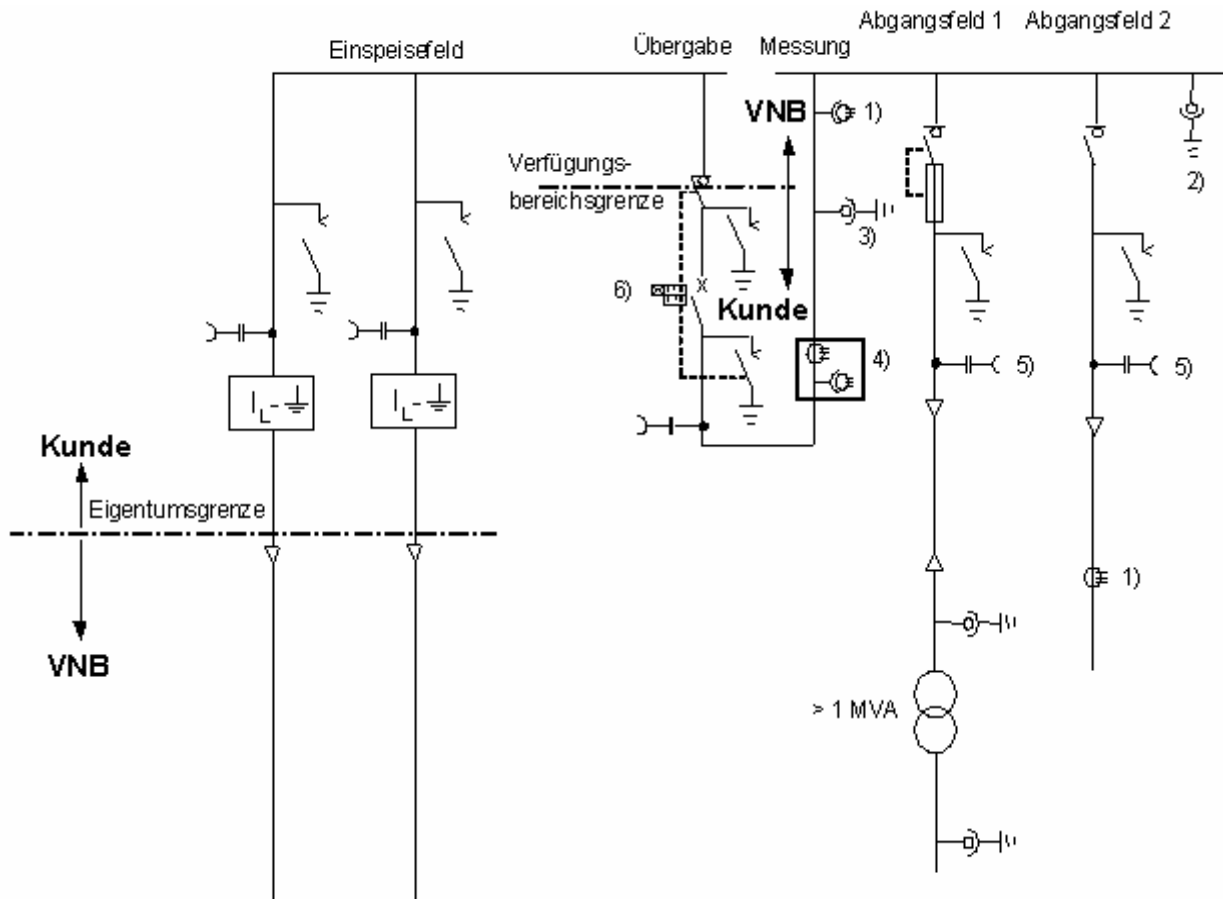 Abgangsfeld 1 Abgangsfeld 2
Einspeisefeld
Übergabe Messung
VNB
1)
Verfügungs-
bereichsgrenze
2)
3)
6)
Kunde
4)
5)
5)
I L -
I L -
Kunde
Eigentumsgrenze
1)
VNB
> 1 MVA